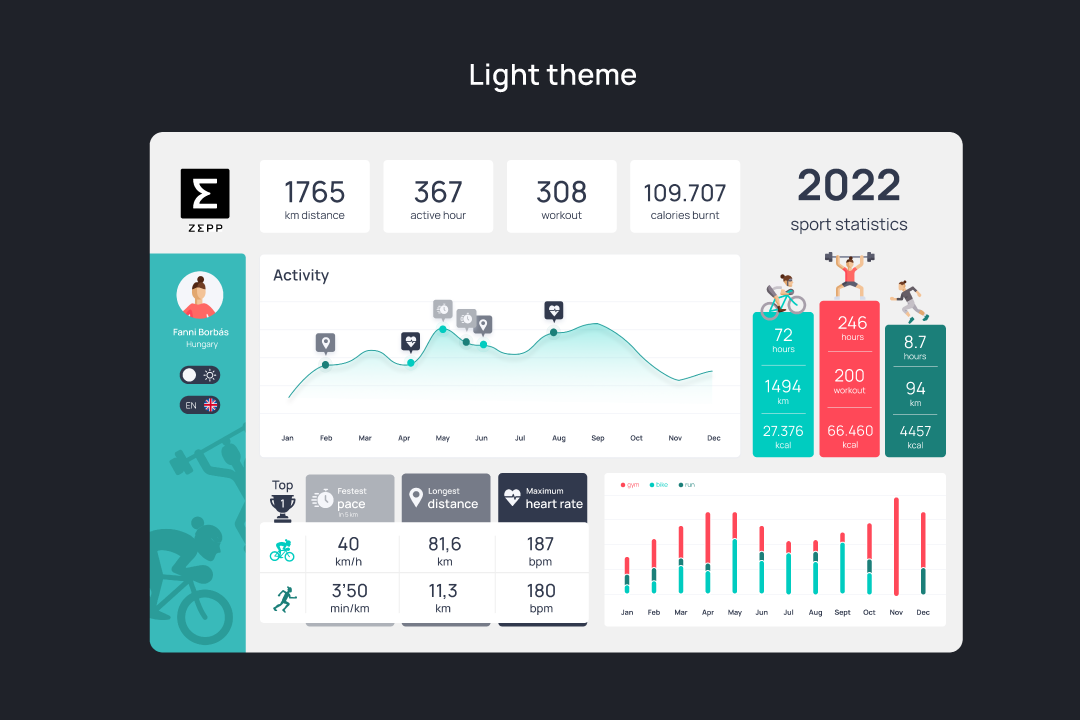 Light theme
ZΣPP
1765
km distance
367
active hour
308
workout
109.707
calories burnt
2022
sport statistics
Fanni Borbás
Hungary
EN
Activity
Jan Feb Mar Apr May Jun Jul Aug Sep Oct Nov Dec
72
hours
1494
km
27.376
kcal
246
hours
200
workout
66.460
kcal
8.7
hours
94
km
4457
kcal
Top
1
Festest
pace
in 5 km
Longest
distance
Maximum
heart rate
40
km/h
81,6
km
187
bpm
3’50
min/km
11,3
km
180
bpm
gym bike run
Jan Feb Mar Apr May Jun Jul Aug Sept Oct Nov Dec